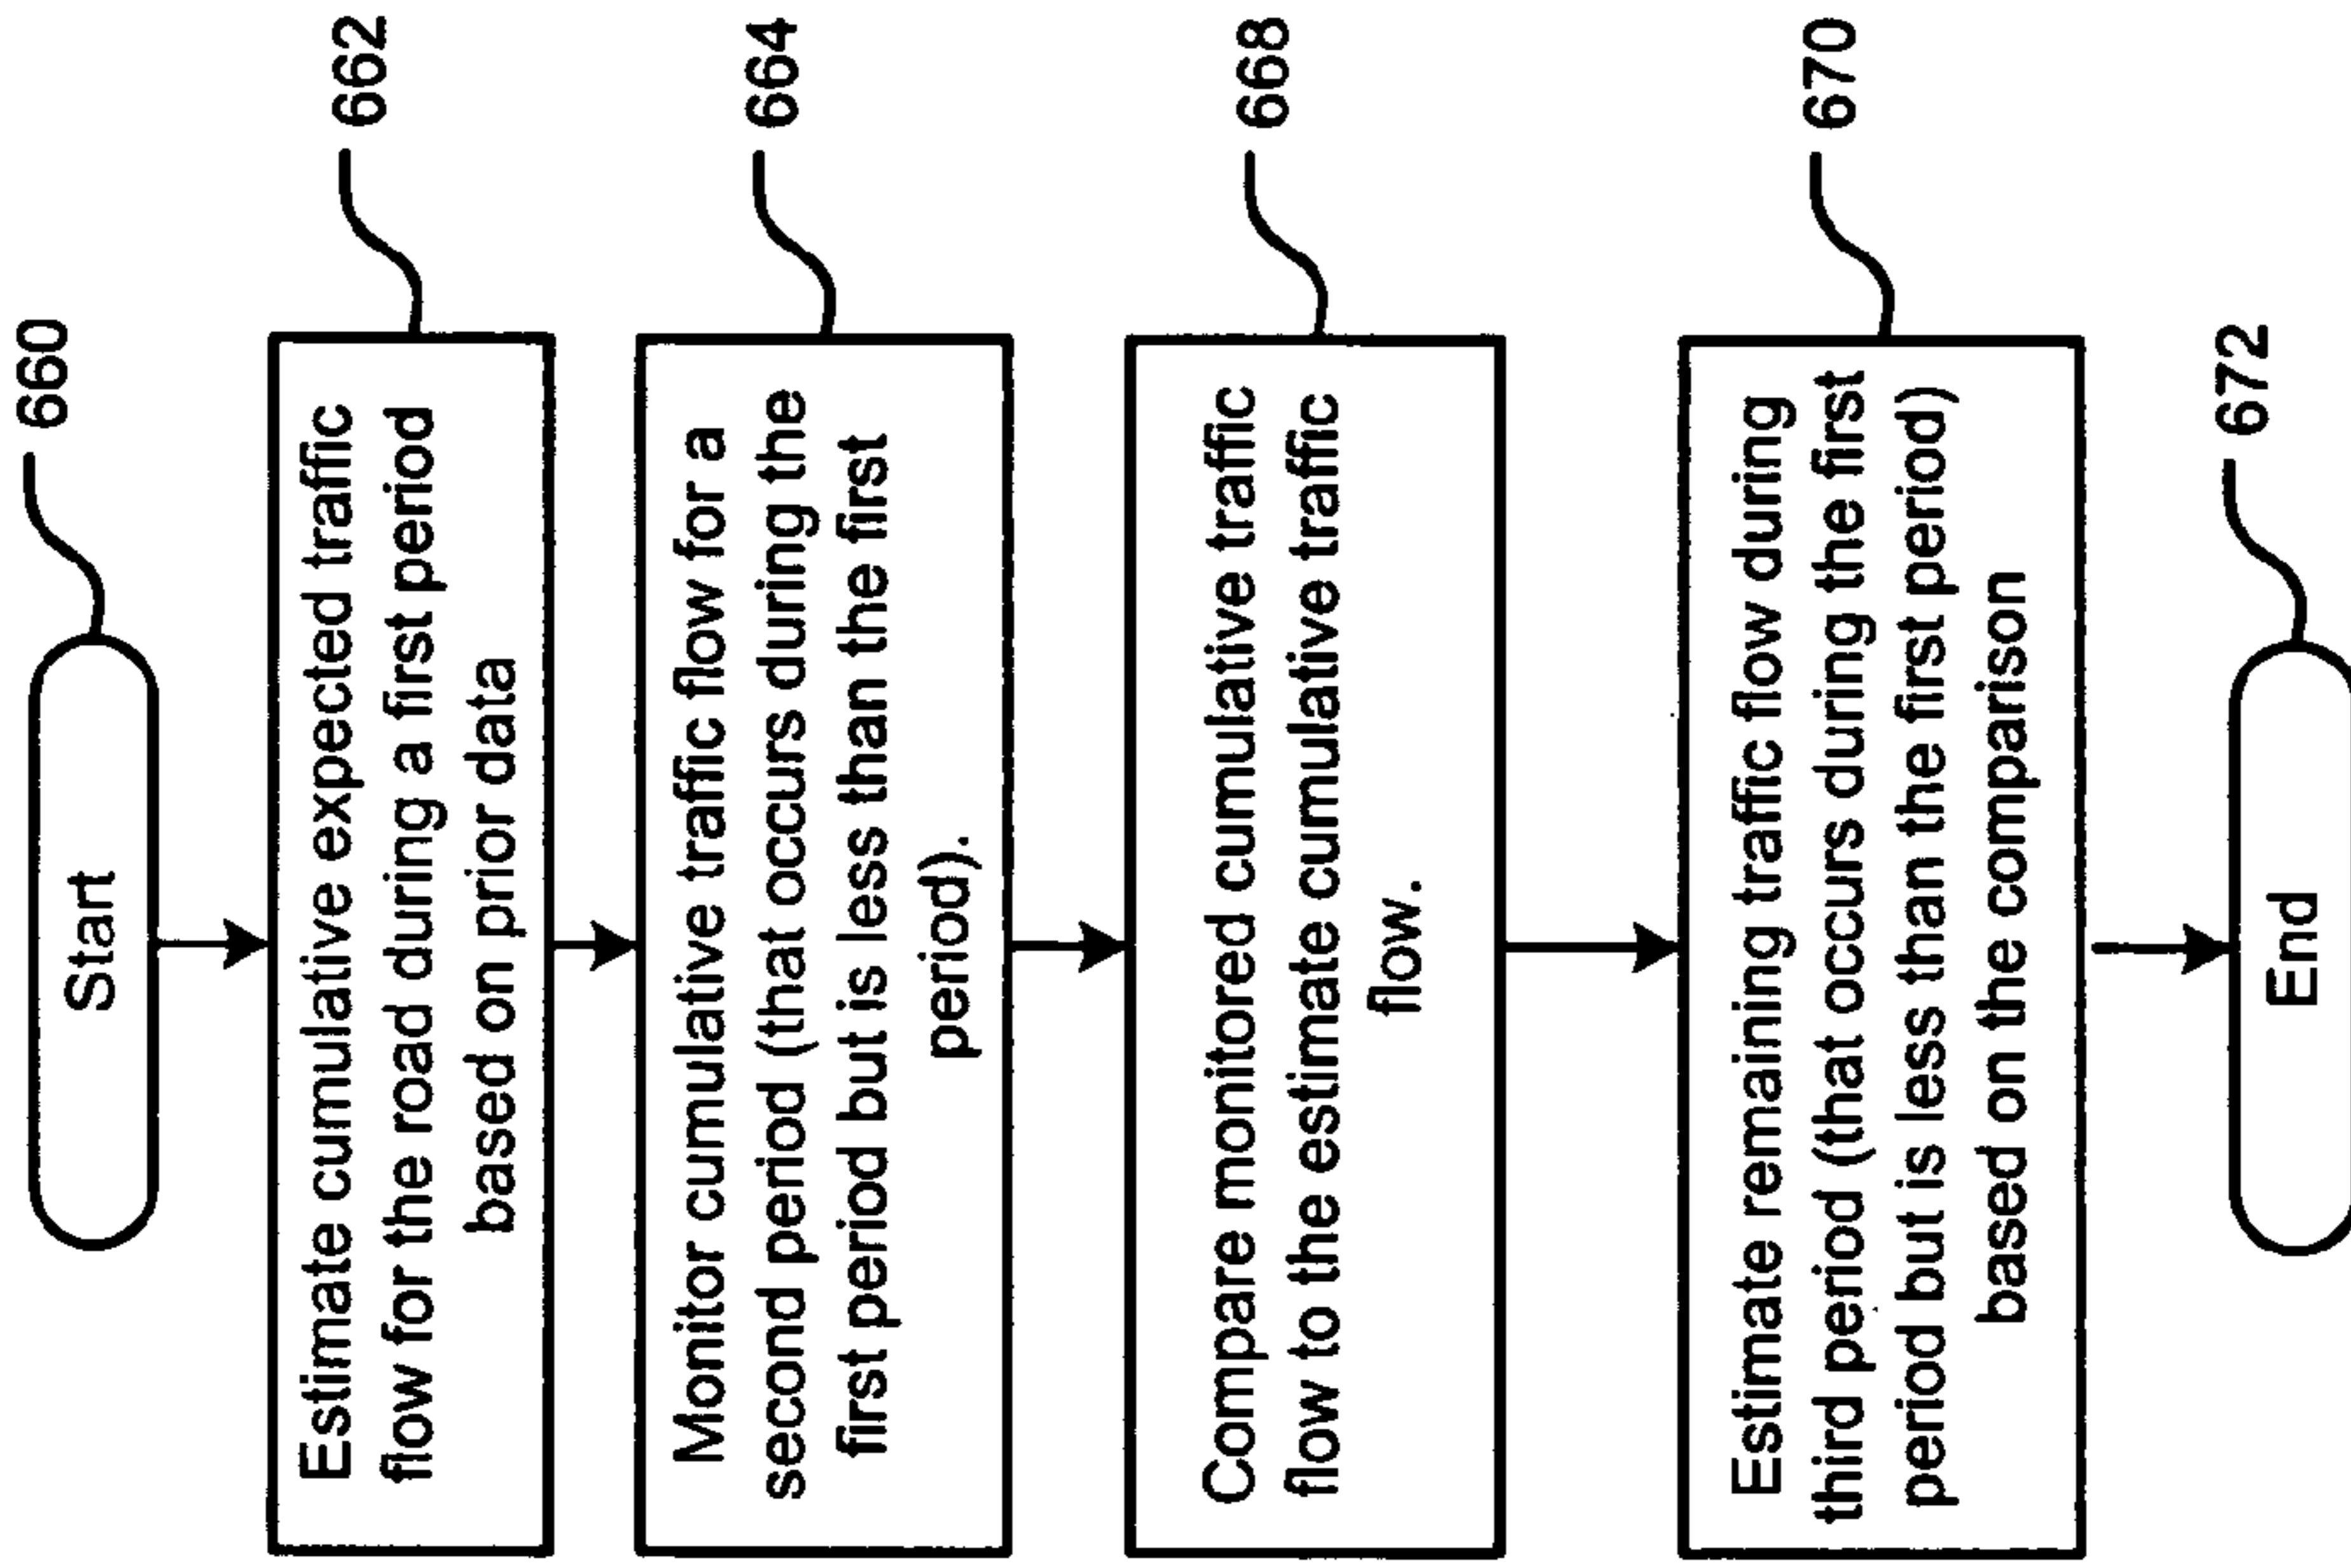 Start
660
Estimate cumulative expected traffic
flow for the road during a first period
based on prior data
662
Monitor cumulative traffic flow for a
second period (that occurs during the
first period but is less than the first
period).
664
Compare monitored cumulative traffic
flow to the estimate cumulative traffic
flow.
668
Estimate remaining traffic flow during
third period (that occurs during the first
period but is less than the first period)
based on the comparison
670
End
672